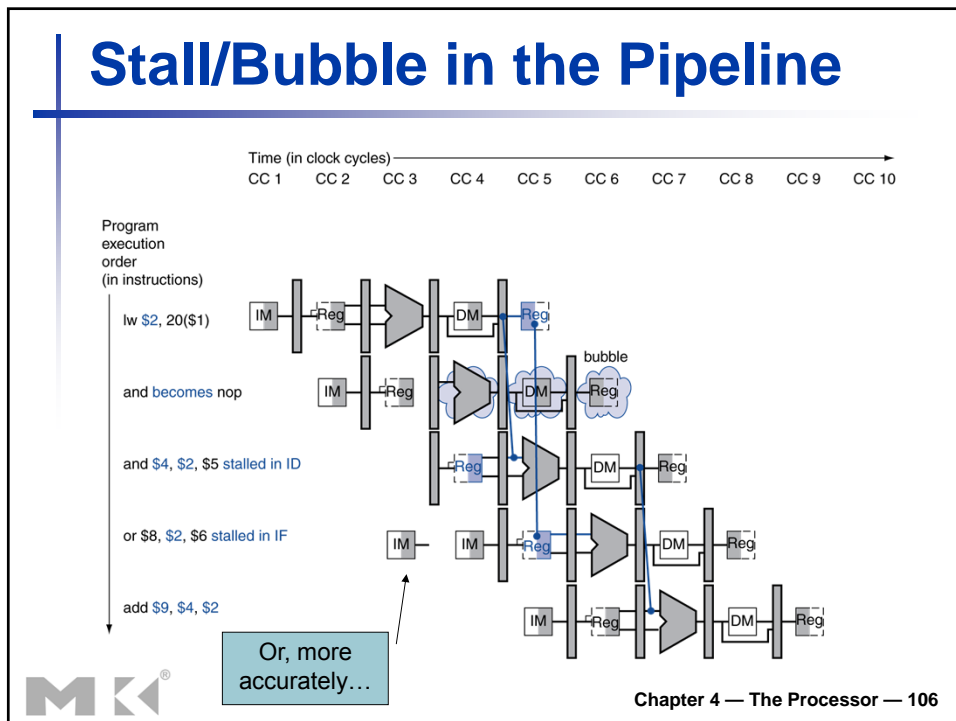 Stall/Bubble in the Pipeline
Time (in clock cycles)
CC 1 CC 2 CC 3 CC 4 CC 5 CC 6 CC 7 CC 8 CC 9 CC 10
Program
execution
order
(in instructions)
lw $2, 20($1)
IM Reg DM Reg
bubble
and becomes nop
IM Reg DM Reg
and $4, $2, $5 stalled in ID
Reg DM Reg
or $8, $2, $6 stalled in IF
IM IM Reg DM Reg
add $9, $4, $2
IM Reg DM Reg
Or, more
accurately…
MK®
Chapter 4 — The Processor — 106